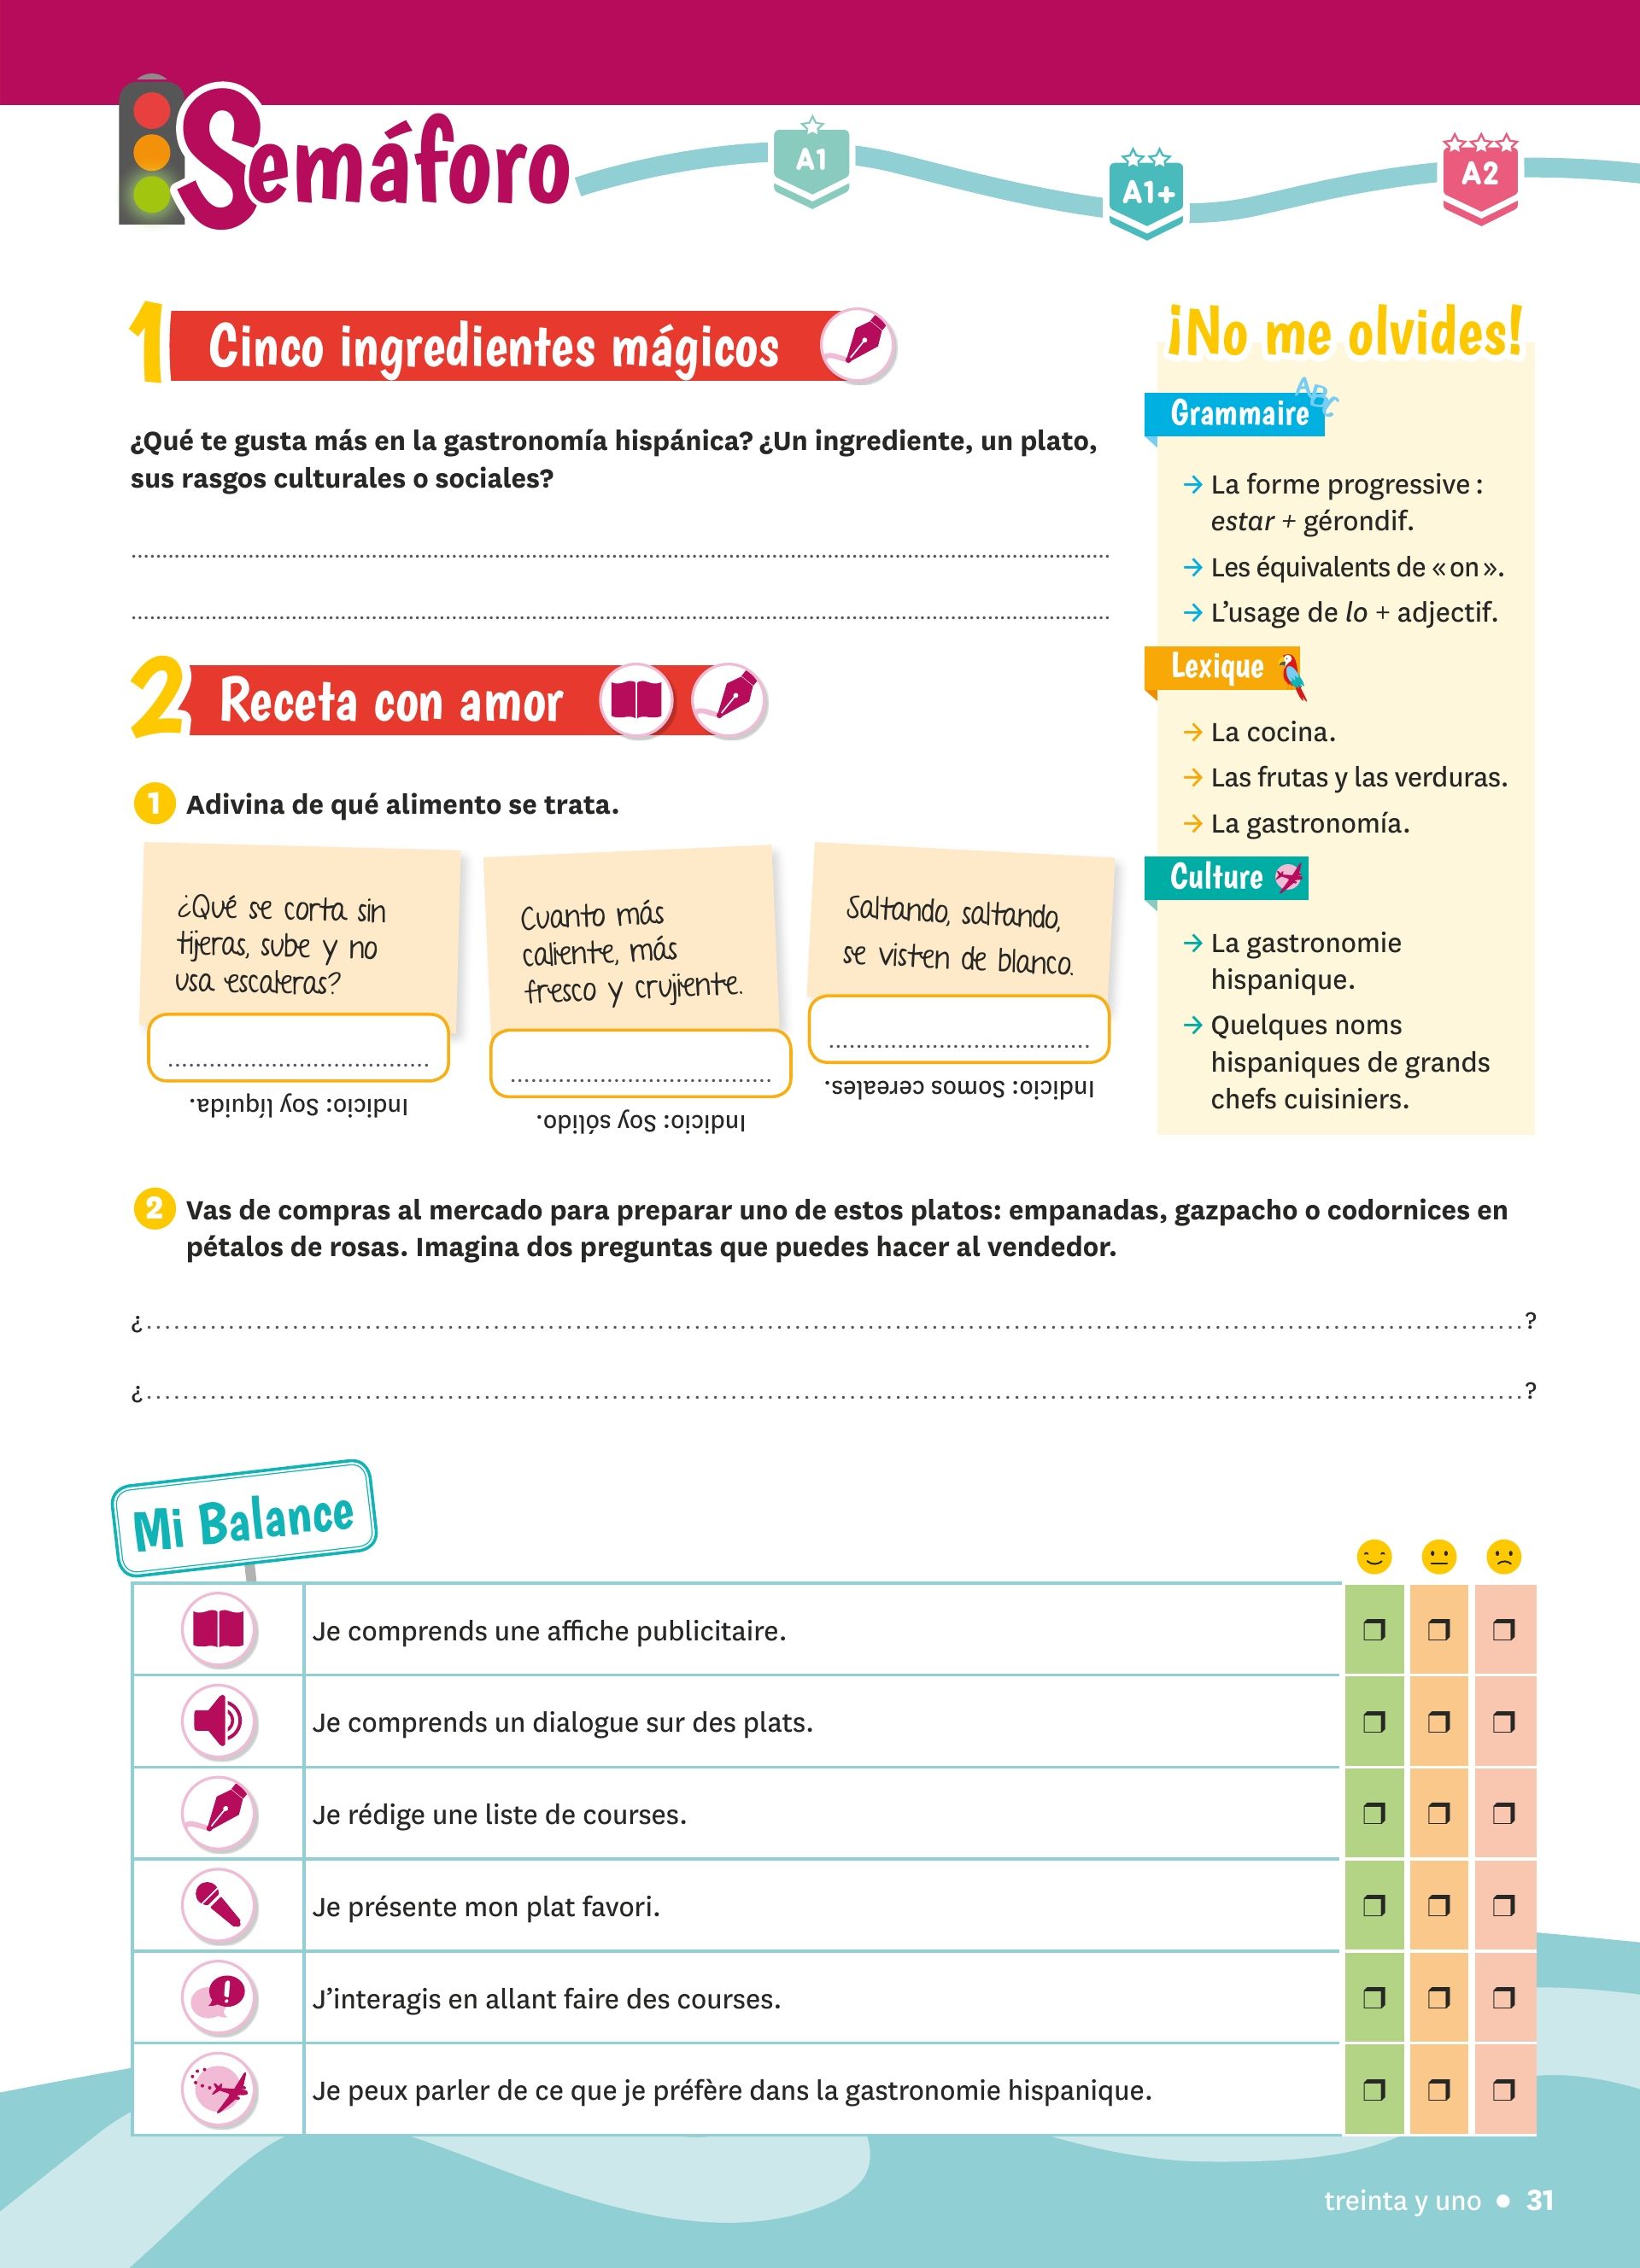 Semáforo
A1
A1+
A2
1 Cinco ingredientes mágicos
¿Qué te gusta más en la gastronomía hispánica? ¿Un ingrediente, un plato,
sus rasgos culturales o sociales?
2 Receta con amor
1 Adivina de qué alimento se trata.
¿Qué se corta sin
tijeras, sube y no
usa escaleras?
Indicio: Soy líquida.
Cuanto más
caliente, más
fresco y crujiente.
Indicio: Soy sólido.
Saltando, saltando,
se visten de blanco.
Indicio: Somos cereales.
¡No me olvides!
Grammaire
ABC
→ La forme progressive :
estar + gérondif.
→ Les équivalents de « on ».
→ L’usage de lo + adjectif.
Lexique
→ La cocina.
→ Las frutas y las verduras.
→ La gastronomía.
Culture
→ La gastronomie
hispanique.
→ Quelques noms
hispaniques de grands
chefs cuisiniers.
2 Vas de compras al mercado para preparar uno de estos platos: empanadas, gazpacho o codornices en
pétalos de rosas. Imagina dos preguntas que puedes hacer al vendedor.
¿ ?
¿ ?
Mi Balance
Je comprends une affiche publicitaire.
Je comprends un dialogue sur des plats.
Je rédige une liste de courses.
Je présente mon plat favori.
J’interagis en allant faire des courses.
Je peux parler de ce que je préfère dans la gastronomie hispanique.
treinta y uno • 31